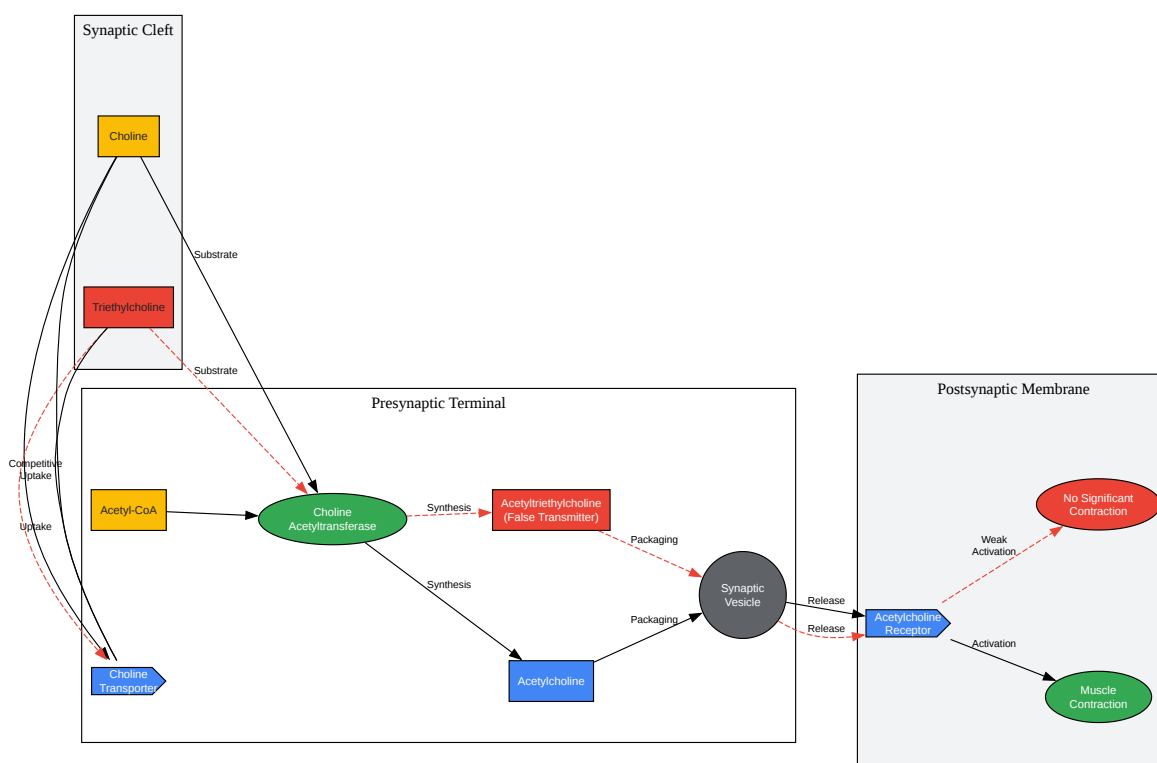 Synaptic Cleft
Choline
Substrate
Triethylcholine
Substrate
Presynaptic Terminal
Postsynaptic Membrane
Competitive
Uptake
Uptake
Acetyl-CoA
Choline
Acetyltransferase
Synthesis
Acetyltriethylcholine
(False Transmitter)
Synthesis
Packaging
Packaging
Acetylcholine
Choline
Transporter
Synaptic
Vesicle
Release
Release
Acetylcholine
Receptor
Weak
Activation
No Significant
Contraction
Activation
Muscle
Contraction